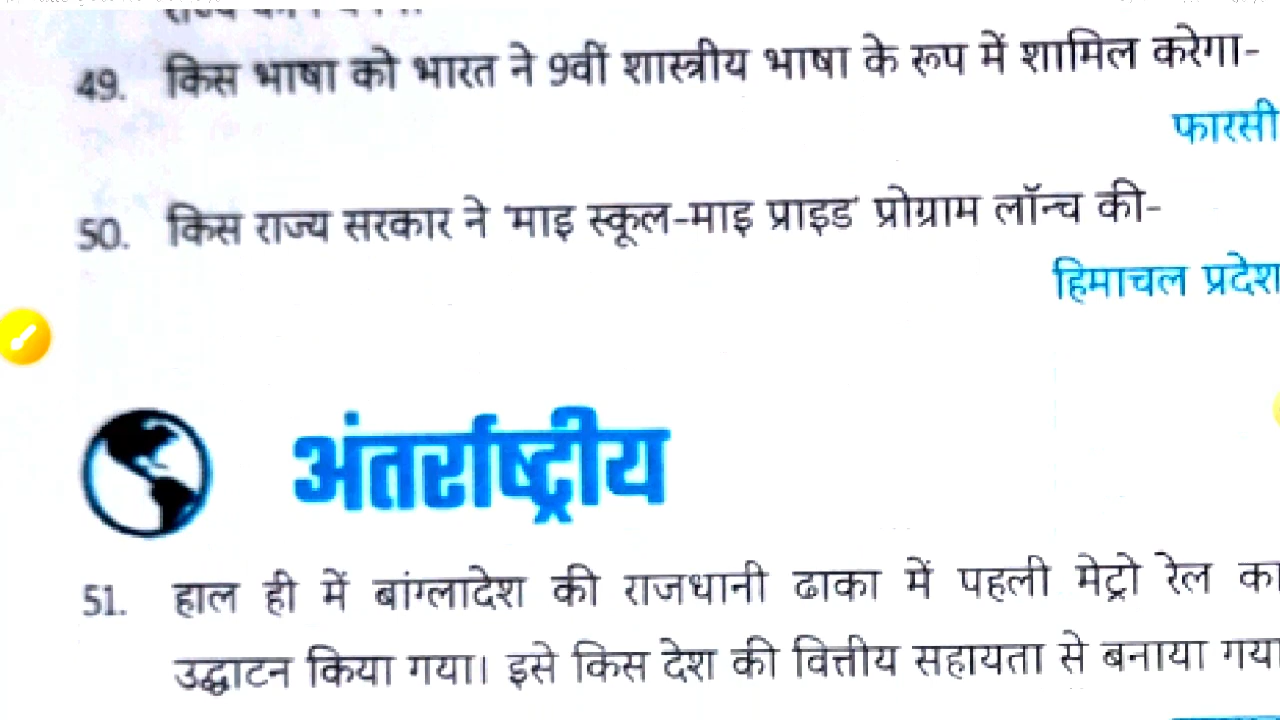 49. किस भाषा को भारत ने 9वीं शास्त्रीय भाषा के रूप में शामिल करेगा-
फारसी
50. किस राज्य सरकार ने 'माइ स्कूल-माइ प्राइड' प्रोग्राम लॉन्च की-
हिमाचल प्रदेश
अंतर्राष्ट्रीय
51. हाल ही में बांग्लादेश की राजधानी ढाका में पहली मेट्रो रेल का
उद्घाटन किया गया। इसे किस देश की वित्तीय सहायता से बनाया गया